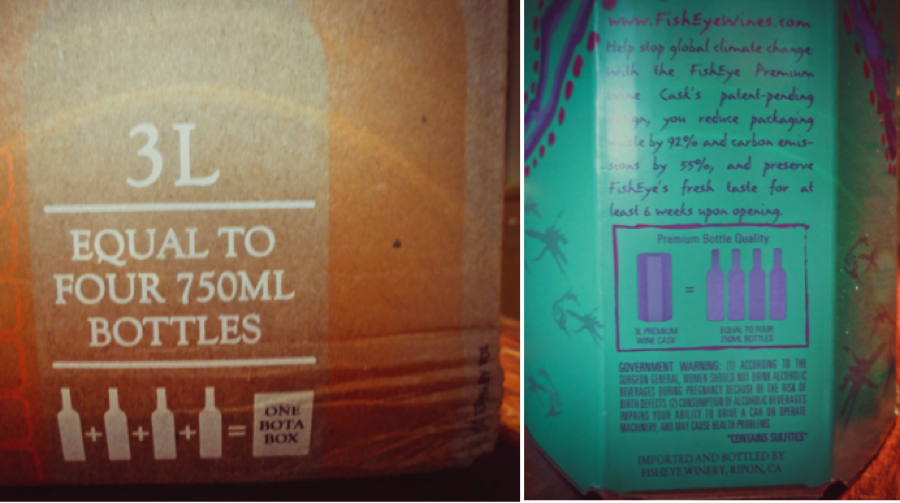 3L
EQUAL TO
FOUR 750ML
BOTTLES
+ + + =
ONE
BOTA
BOX
www.FishEyeWines.com
Help stop global climate change
with the FishEye Premium
Wine Cask's patent-pending
design, you reduce packaging
waste by 92% and carbon emis-
sions by 55%, and preserve
FishEye's fresh taste for at
least 6 weeks upon opening.
Premium Bottle Quality
=
3L PREMIUM
WINE CASK
EQUAL TO FOUR
750ML BOTTLES
GOVERNMENT WARNING: (1) ACCORDING TO THE
SURGEON GENERAL, WOMEN SHOULD NOT DRINK ALCOHOLIC
BEVERAGES DURING PREGNANCY BECAUSE OF THE RISK OF
BIRTH DEFECTS. (2) CONSUMPTION OF ALCOHOLIC BEVERAGES
IMPAIRS YOUR ABILITY TO DRIVE A CAR OR OPERATE
MACHINERY, AND MAY CAUSE HEALTH PROBLEMS.
"CONTAINS SULFITES"
IMPORTED AND BOTTLED BY
FISHEYE WINERY, RIPON, CA